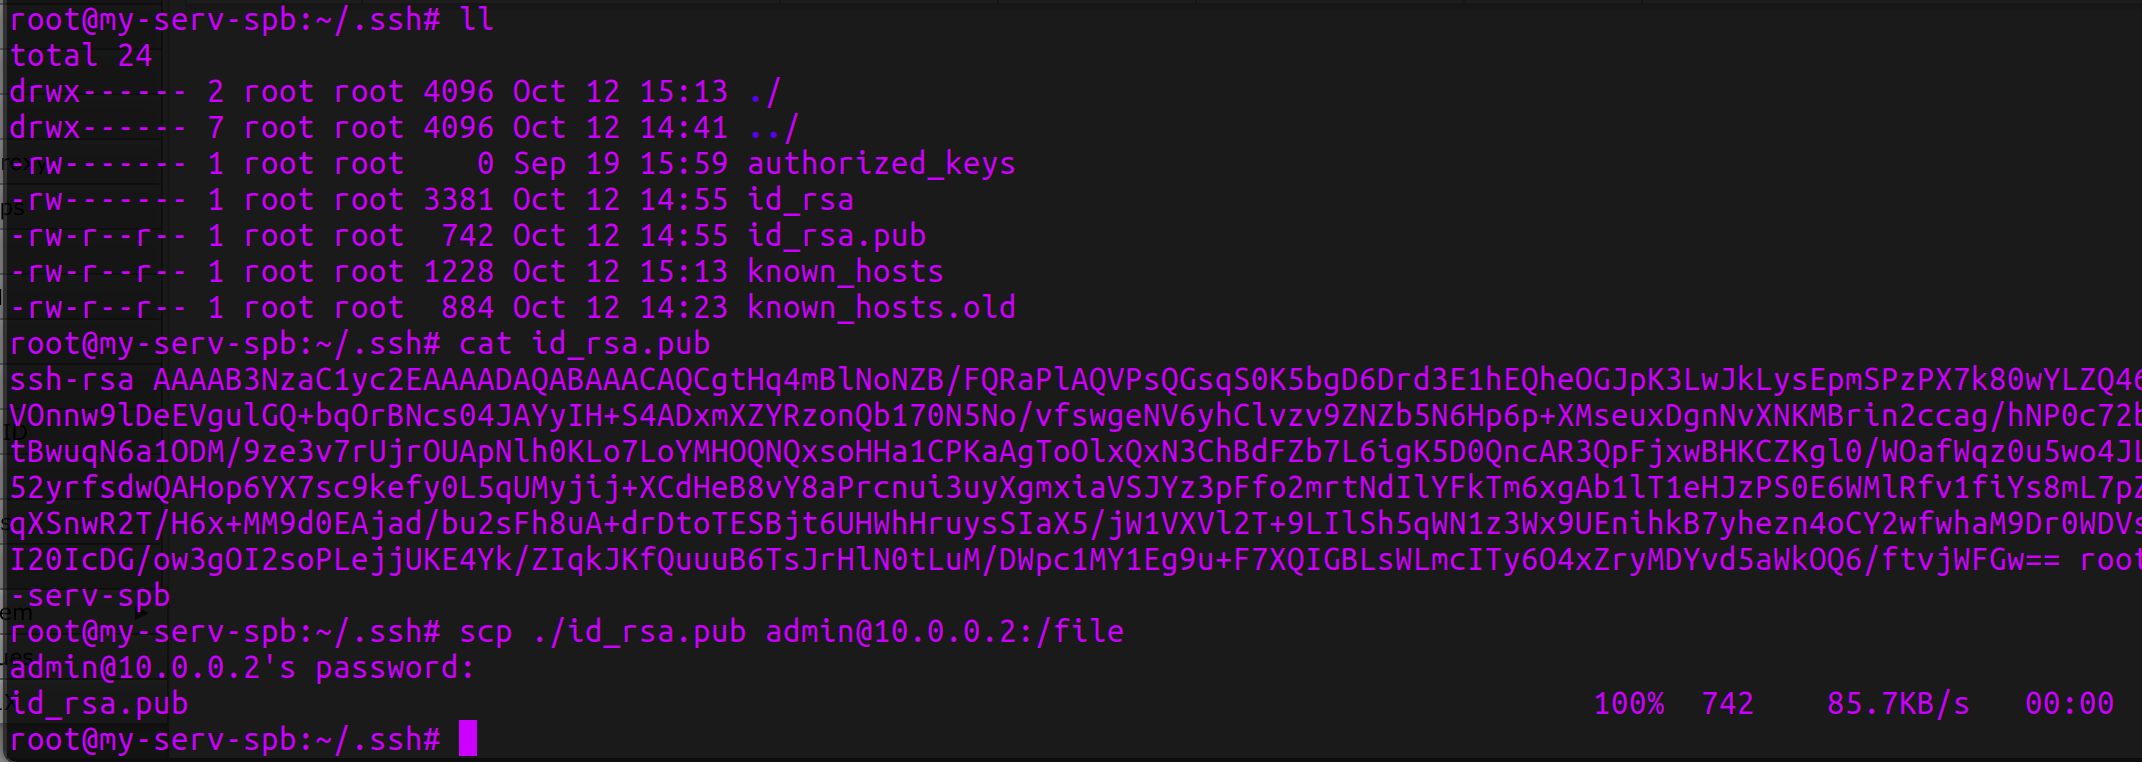 root@my-serv-spb:~/.ssh# ll
total 24
drwx------ 2 root root 4096 Oct 12 15:13 ./
drwx------ 7 root root 4096 Oct 12 14:41 ../
-rw------- 1 root root    0 Sep 19 15:59 authorized_keys
-rw------- 1 root root 3381 Oct 12 14:55 id_rsa
-rw-r--r-- 1 root root  742 Oct 12 14:55 id_rsa.pub
-rw-r--r-- 1 root root 1228 Oct 12 15:13 known_hosts
-rw-r--r-- 1 root root  884 Oct 12 14:23 known_hosts.old
root@my-serv-spb:~/.ssh# cat id_rsa.pub
ssh-rsa AAAAB3NzaC1yc2EAAAADAQABAAACAQCgtHq4mBlNoNZB/FQRaPlAQVPsQGsqS0K5bgD6Drd3E1hEQheOGJpK3LwJkLysEpmSPzPX7k80wYLZQ46
VOnnw9lDeEVgulGQ+bqOrBNcs04JAYyIH+S4ADxmXZYRzonQb170N5No/vfswgeNV6yhClvzv9ZNZb5N6Hp6p+XMseuxDgnNvXNKMBrin2ccag/hNP0c72b
tBwuqN6a1ODM/9ze3v7rUjrOUApNlh0KLo7LoYMHOQNQxsoHHa1CPKaAgToOlxQxN3ChBdFZb7L6igK5D0QncAR3QpFjxwBHKCZKgl0/WOafWqz0u5wo4JL
52yrfsdwQAHop6YX7sc9kefy0L5qUMyjij+XCdHeB8vY8aPrcnui3uyXgmxiaVSJYz3pFfo2mrtNdIlYFkTm6xgAb1lT1eHJzPS0E6WMlRfv1fiYs8mL7pZ
qXSnwR2T/H6x+MM9d0EAjad/bu2sFh8uA+drDtoTESBjt6UHWhHruysSIaX5/jW1VXVl2T+9LIlSh5qWN1z3Wx9UEnihkB7yhezn4oCY2wfwhaM9Dr0WDVs
I20IcDG/ow3gOI2soPLejjUKE4Yk/ZIqkJKfQuuuB6TsJrHlN0tLuM/DWpc1MY1Eg9u+F7XQIGBLsWLmcITy6O4xZryMDYvd5aWkOQ6/ftvjWFGw== root
-serv-spb
root@my-serv-spb:~/.ssh# scp ./id_rsa.pub admin@10.0.0.2:/file
admin@10.0.0.2's password:
id_rsa.pub 100% 742 85.7KB/s 00:00
root@my-serv-spb:~/.ssh#